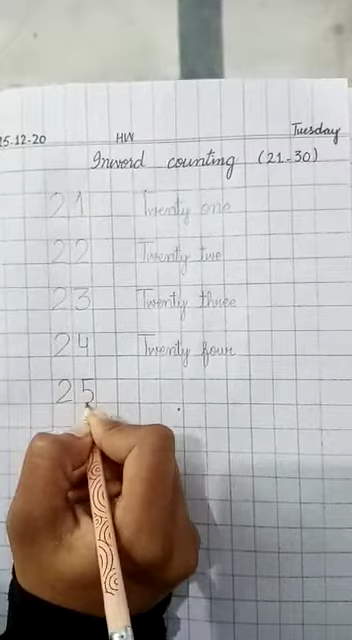 5-12-20 HW Tuesday
Inword counting (21-30)
21 Twenty one
22 Twenty two
23 Twenty three
24 Twenty four
25